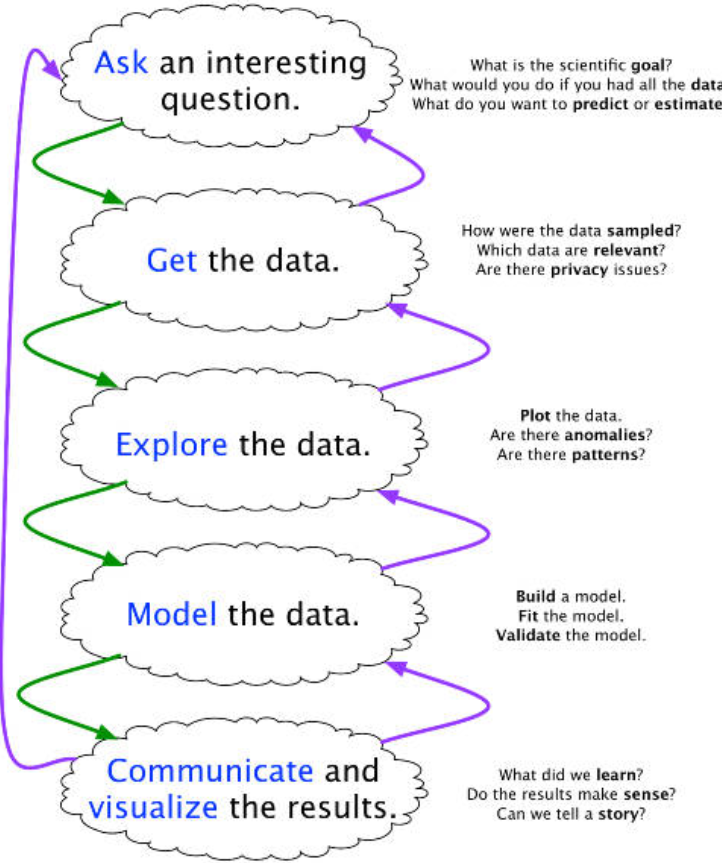 Ask an interesting
question.
What is the scientific goal?
What would you do if you had all the data
What do you want to predict or estimate
Get the data.
How were the data sampled?
Which data are relevant?
Are there privacy issues?
Explore the data.
Plot the data.
Are there anomalies?
Are there patterns?
Model the data.
Build a model.
Fit the model.
Validate the model.
Communicate and
visualize the results.
What did we learn?
Do the results make sense?
Can we tell a story?